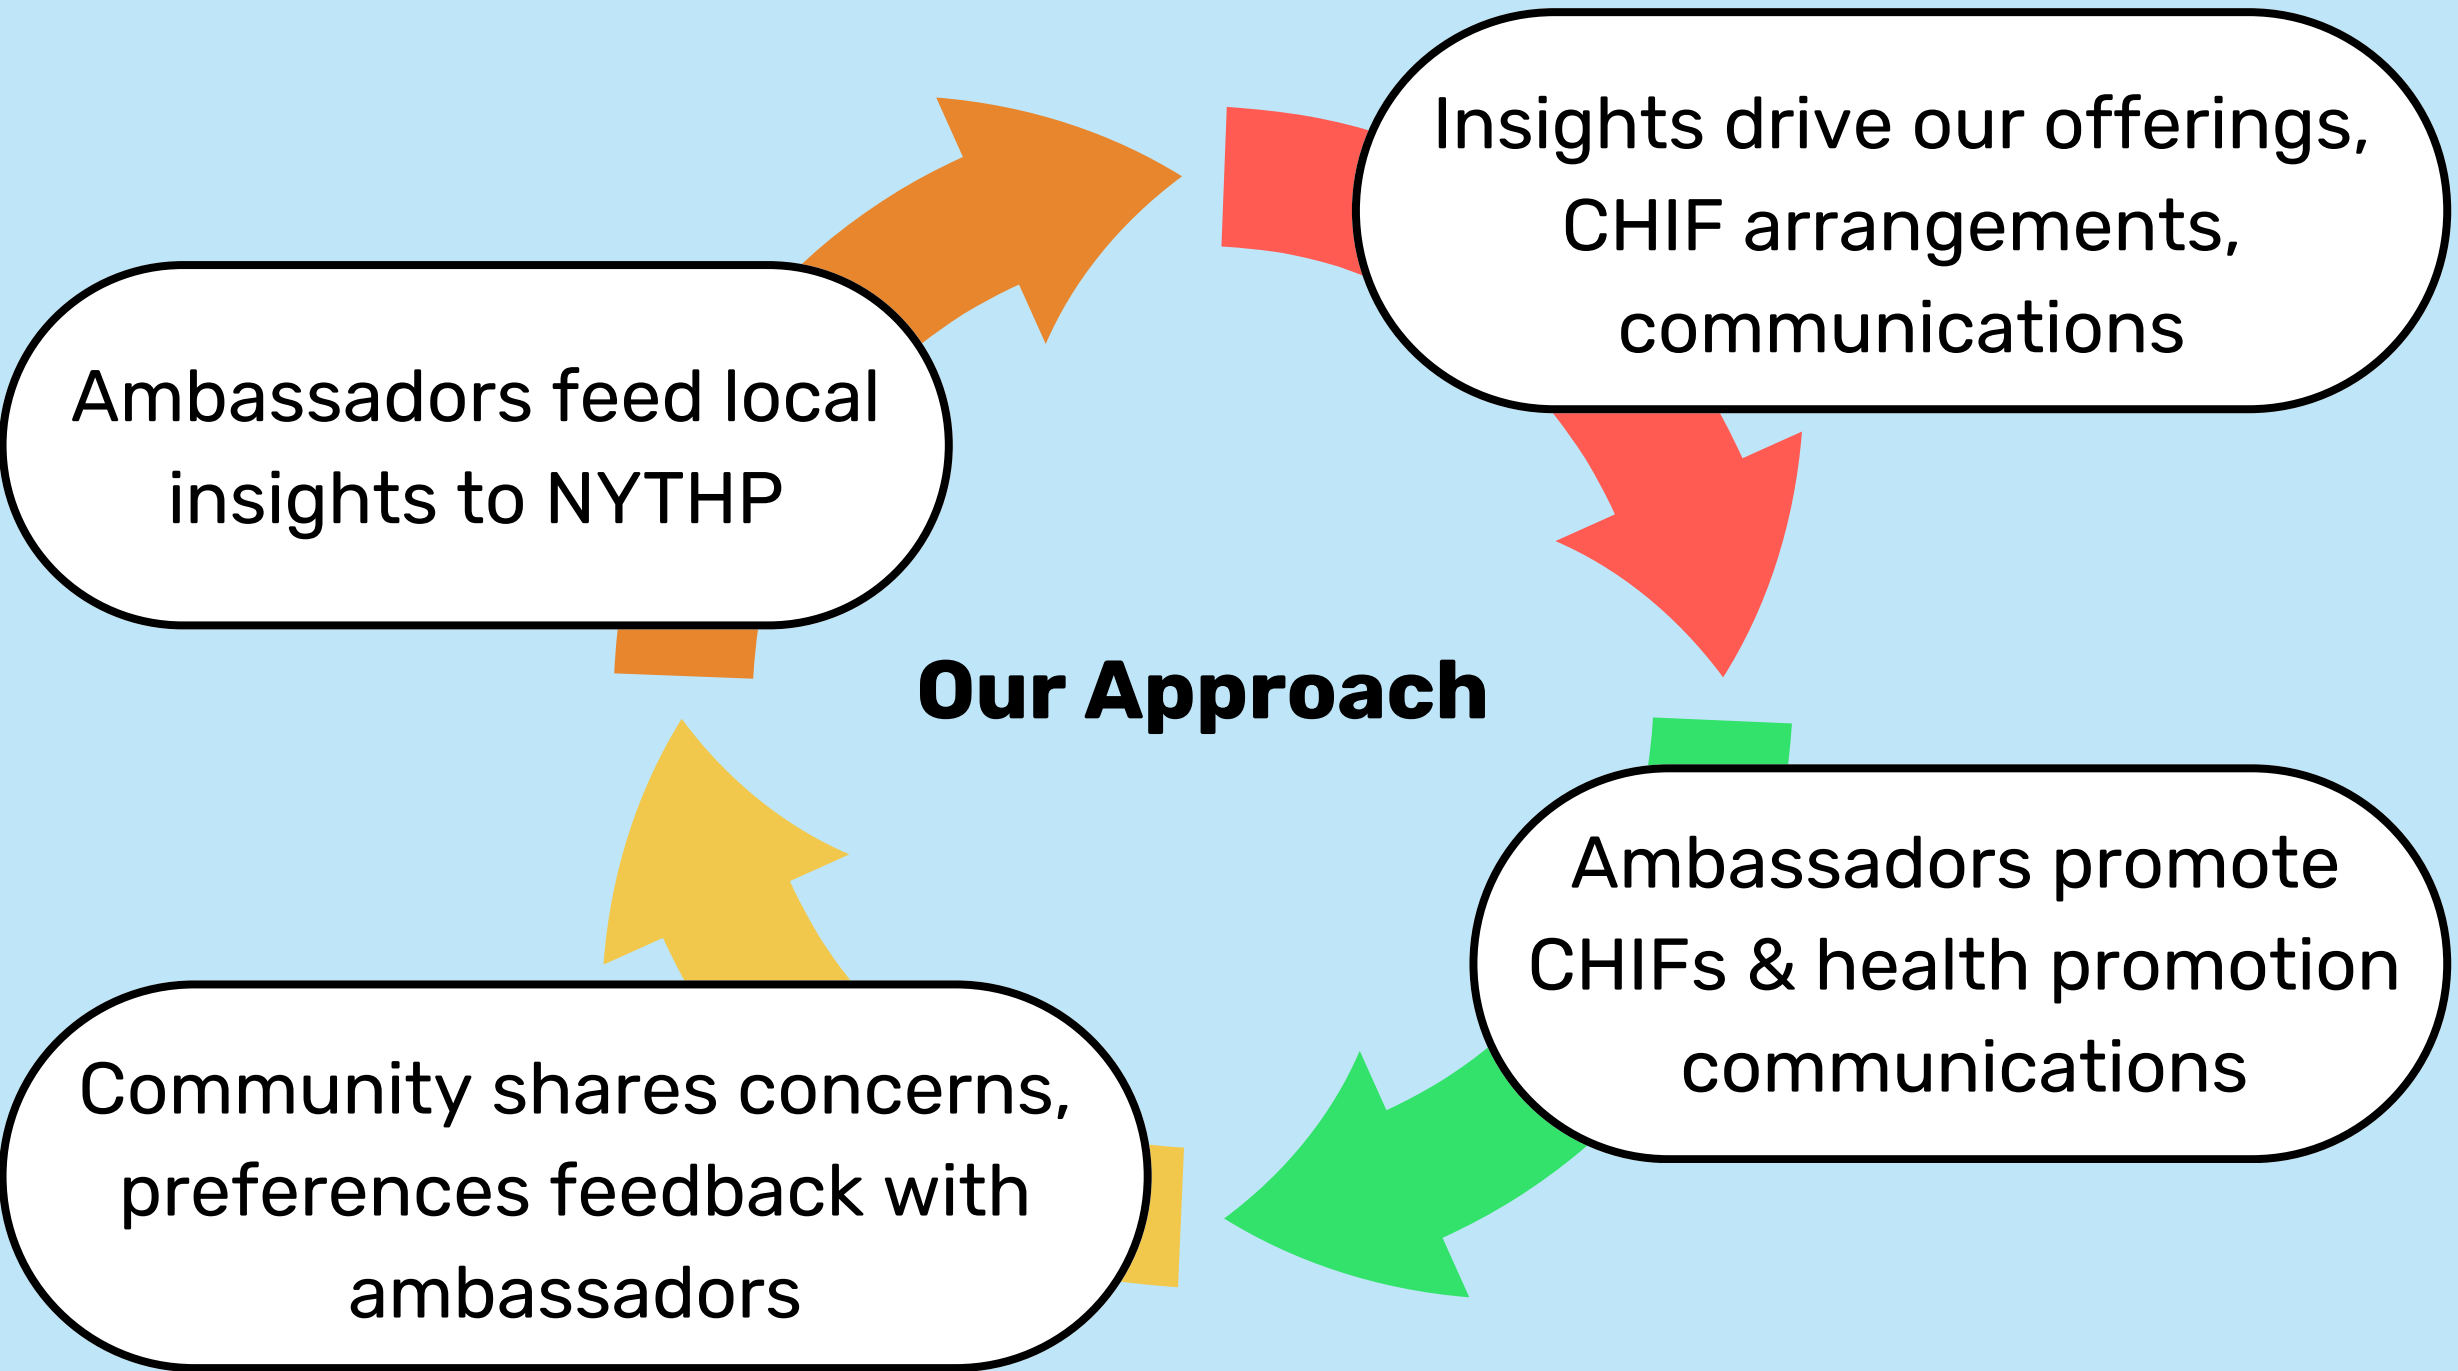 Insights drive our offerings,
CHIF arrangements,
communications
Ambassadors feed local
insights to NYTHP
Our Approach
Ambassadors promote
CHIFs & health promotion
communications
Community shares concerns,
preferences feedback with
ambassadors